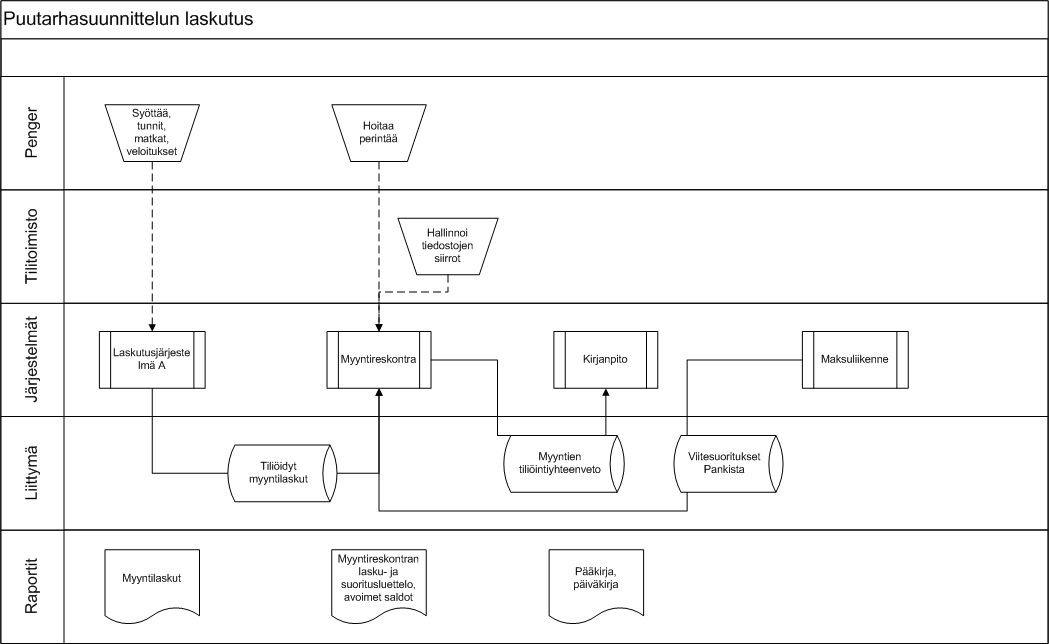 Puutarhasuunnittelun laskutus
Penger
Syöttää,
tunnit,
matkat,
veloitukset
Hoitaa
perintää
Tilitoimisto
Hallinnoi
tiedostojen
siirrot
Järjestelmät
Laskutusjärjeste
lmä A
Myyntireskontra
Kirjanpito
Maksuliikenne
Liittymä
Tiliöidyt
myyntilaskut
Myyntien
tiliöintiyhteenveto
Viitesuoritukset
Pankista
Raportit
Myyntilaskut
Myyntireskontran
lasku- ja
suoritusluettelo,
avoimet saldot
Pääkirja,
päiväkirja